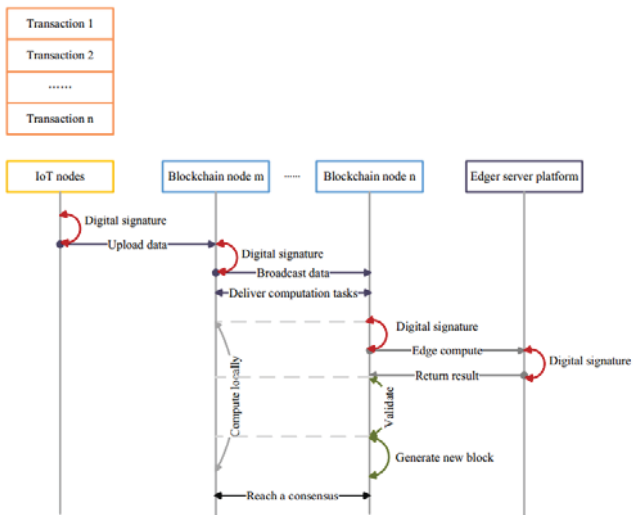 Transaction 1
Transaction 2
......
Transaction n
IoT nodes
Blockchain node m
......
Blockchain node n
Edger server platform
Digital signature
Upload data
Digital signature
Broadcast data
Deliver computation tasks
Digital signature
Edge compute
Digital signature
Return result
Compute locally
Validate
Generate new block
Reach a consensus